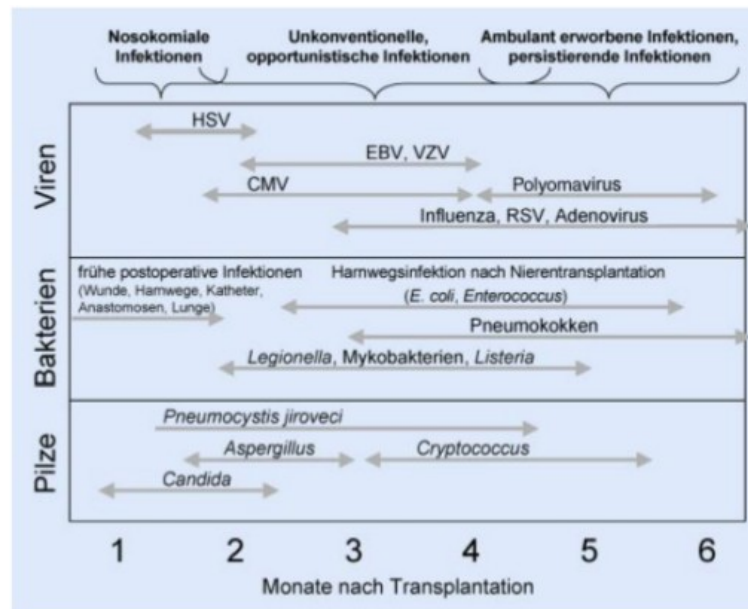 Nosokomiale
Infektionen
Unkonventionelle,
opportunistische Infektionen
Ambulant erworbene Infektionen,
persistierende Infektionen
Viren
HSV
EBV, VZV
CMV
Polyomavirus
Influenza, RSV, Adenovirus
Bakterien
frühe postoperative Infektionen
(Wunde, Harnwege, Katheter,
Anastomosen, Lunge)
Harnwegsinfektion nach Nierentransplantation
(E. coli, Enterococcus)
Pneumokokken
Legionella, Mykobakterien, Listeria
Pilze
Pneumocystis jiroveci
Aspergillus
Cryptococcus
Candida
1 2 3 4 5 6
Monate nach Transplantation